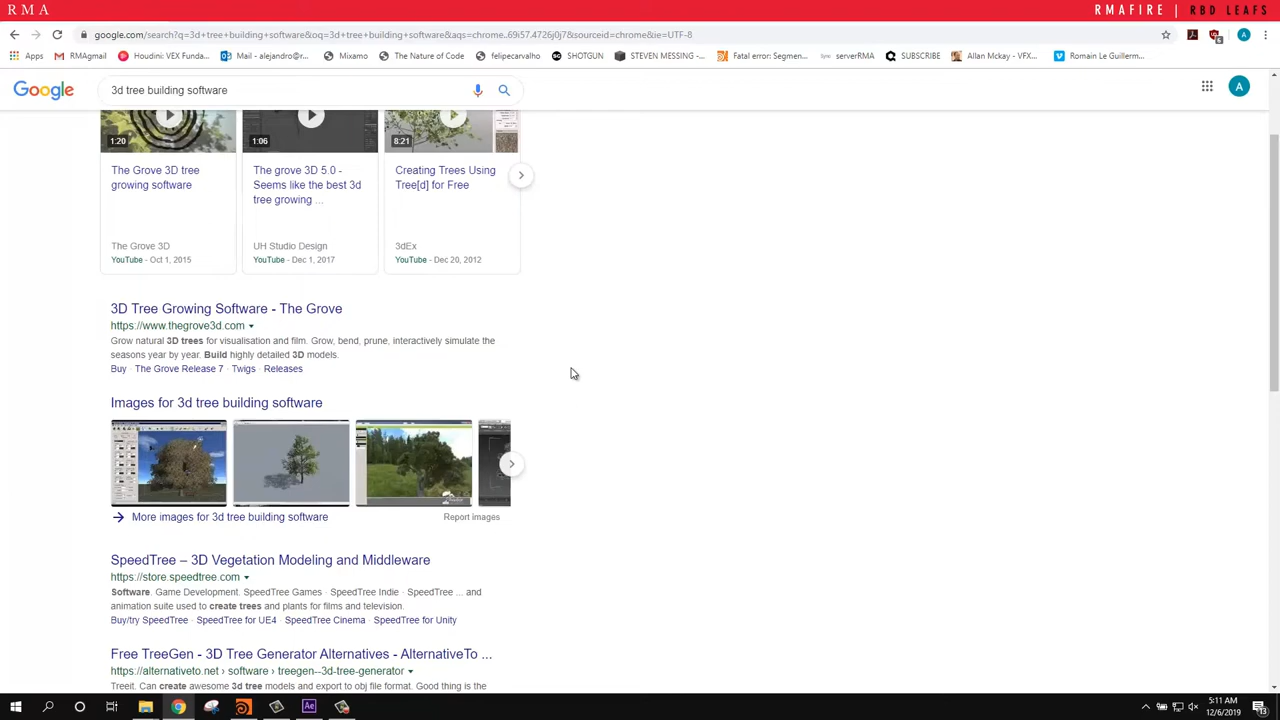 RMA
RMAFIRE | RBD LEAFS
google.com/search?q=3d+tree+building+software&oq=3d+tree+building+software&aqs=chrome..69i57.4726j0j7&sourceid=chrome&ie=UTF-8
Apps RMAgmail Houdini: VEX Funda... Mail - alejandro@r... Mixamo The Nature of Code felipecarvalho SHOTGUN STEVEN MESSING -... Fatal error: Segmen... serverRMA SUBSCRIBE Allan Mckay - VFX... Romain Le Guillerm...
Google 3d tree building software A
1:20 1:06 8:21
The Grove 3D tree
growing software
The grove 3D 5.0 -
Seems like the best 3d
tree growing ...
Creating Trees Using
Tree[d] for Free
The Grove 3D UH Studio Design 3dEx
YouTube - Oct 1, 2015 YouTube - Dec 1, 2017 YouTube - Dec 20, 2012
3D Tree Growing Software - The Grove
https://www.thegrove3d.com
Grow natural 3D trees for visualisation and film. Grow, bend, prune, interactively simulate the
seasons year by year. Build highly detailed 3D models.
Buy · The Grove Release 7 · Twigs · Releases
Images for 3d tree building software
More images for 3d tree building software Report images
SpeedTree – 3D Vegetation Modeling and Middleware
https://store.speedtree.com
Software. Game Development. SpeedTree Games · SpeedTree Indie · SpeedTree ... and
animation suite used to create trees and plants for films and television.
Buy/try SpeedTree · SpeedTree for UE4 · SpeedTree Cinema · SpeedTree for Unity
Free TreeGen - 3D Tree Generator Alternatives - AlternativeTo ...
https://alternativeto.net › software › treegen--3d-tree-generator
Treeit. Can create awesome 3d tree models and export to obj file format. Good thing is the
Ae
5:11 AM
12/6/2019